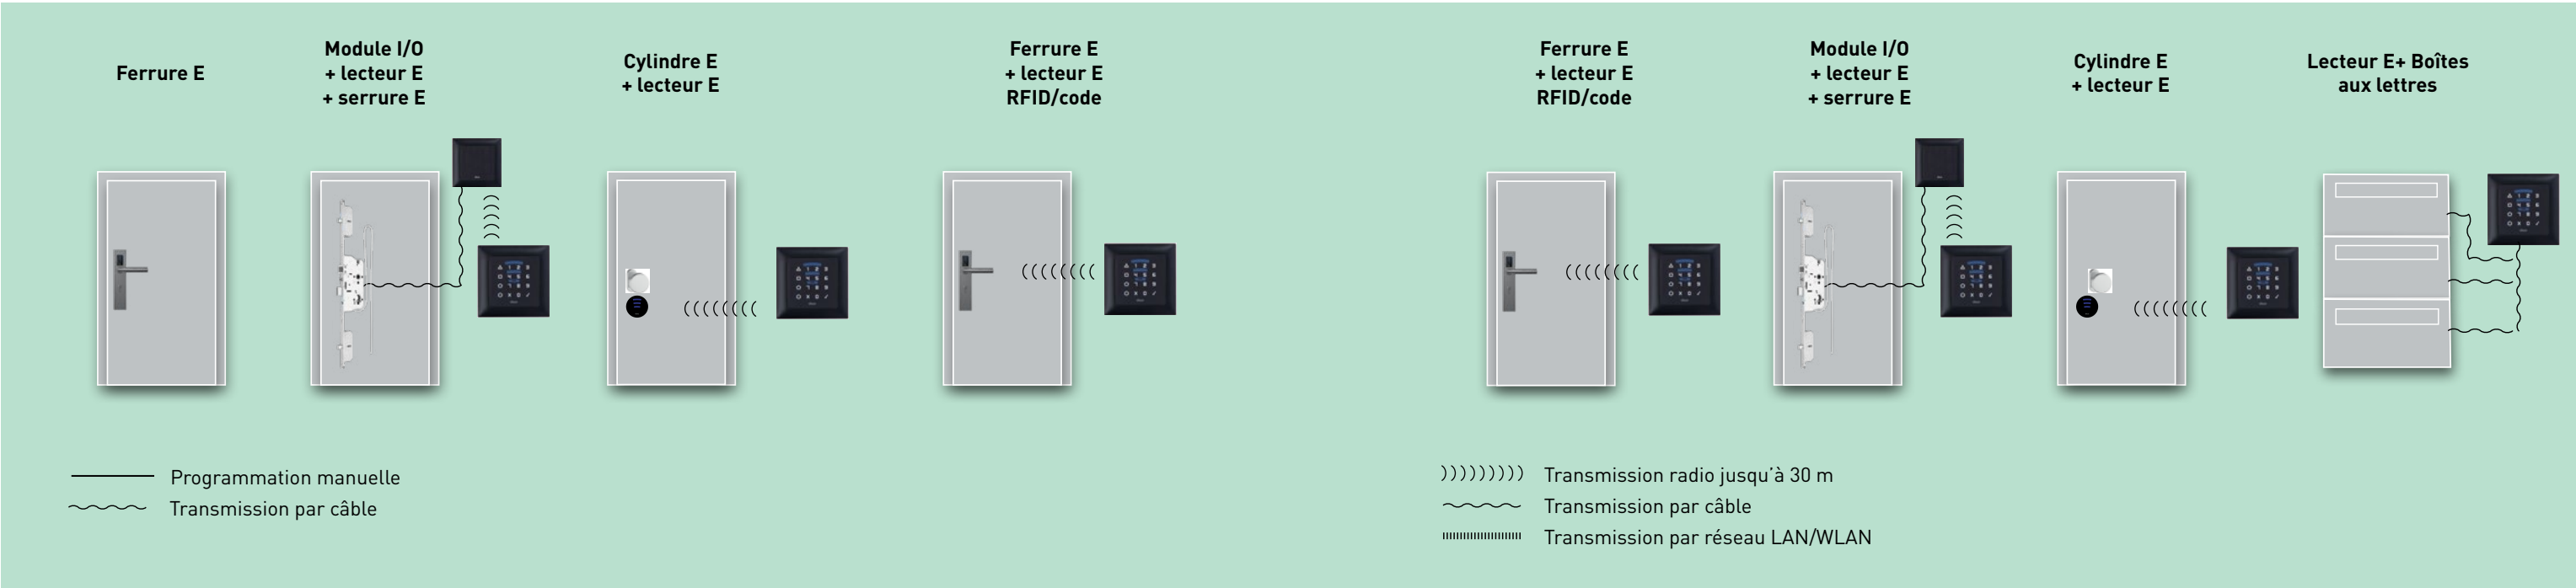 Ferrure E
Module I/O
+ lecteur E
+ serrure E
Cylindre E
+ lecteur E
Ferrure E
+ lecteur E
RFID/code
Ferrure E
+ lecteur E
RFID/code
Module I/O
+ lecteur E
+ serrure E
Cylindre E
+ lecteur E
Lecteur E+ Boîtes
aux lettres
Programmation manuelle
Transmission par câble
Transmission radio jusqu'à 30 m
Transmission par câble
Transmission par réseau LAN/WLAN